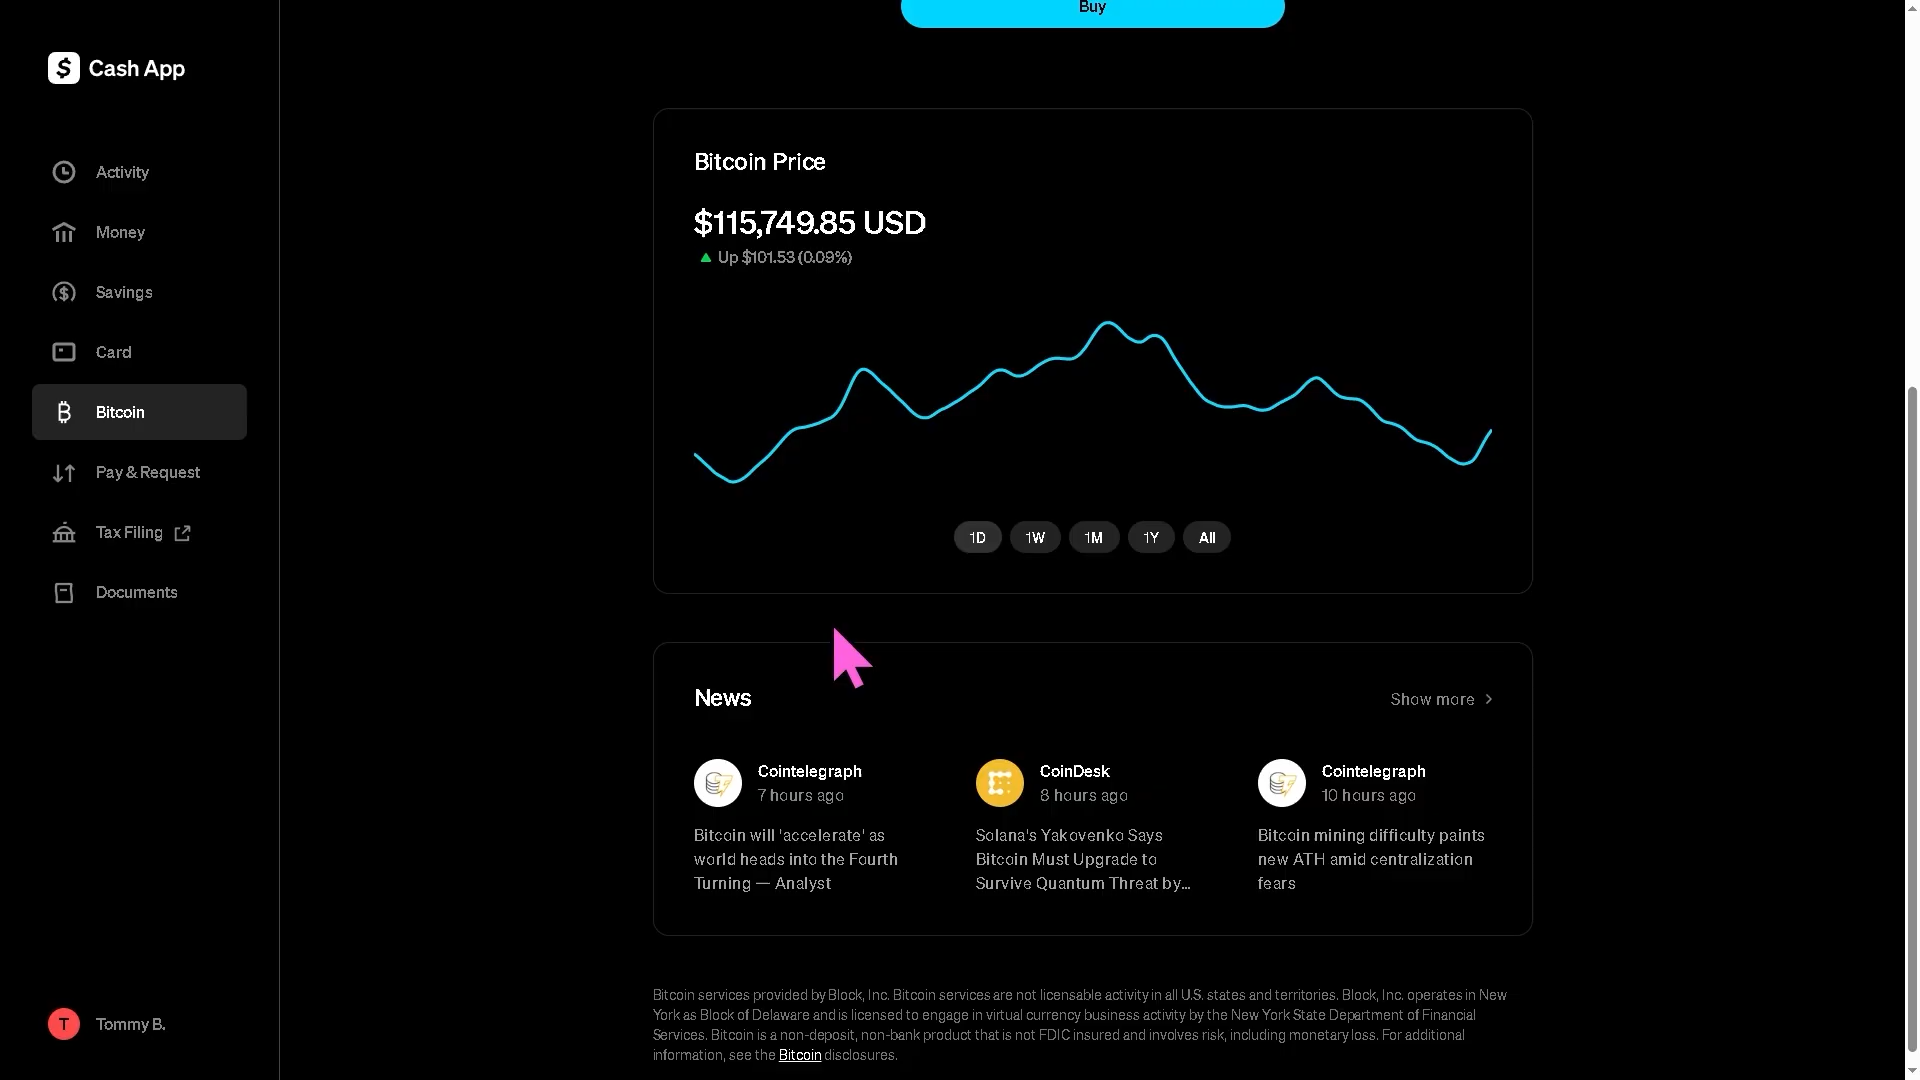 Buy
Cash App
Activity
Money
Savings
Card
Bitcoin
Pay & Request
Tax Filing
Documents
Tommy B.
Bitcoin Price
$115,749.85 USD
Up $101.53 (0.09%)
1D 1W 1M 1Y All
News
Show more
Cointelegraph
7 hours ago
Bitcoin will 'accelerate' as
world heads into the Fourth
Turning — Analyst
CoinDesk
8 hours ago
Solana's Yakovenko Says
Bitcoin Must Upgrade to
Survive Quantum Threat by...
Cointelegraph
10 hours ago
Bitcoin mining difficulty paints
new ATH amid centralization
fears
Bitcoin services provided by Block, Inc. Bitcoin services are not licensable activity in all U.S. states and territories. Block, Inc. operates in New
York as Block of Delaware and is licensed to engage in virtual currency business activity by the New York State Department of Financial
Services. Bitcoin is a non-deposit, non-bank product that is not FDIC insured and involves risk, including monetary loss. For additional
information, see the Bitcoin disclosures.